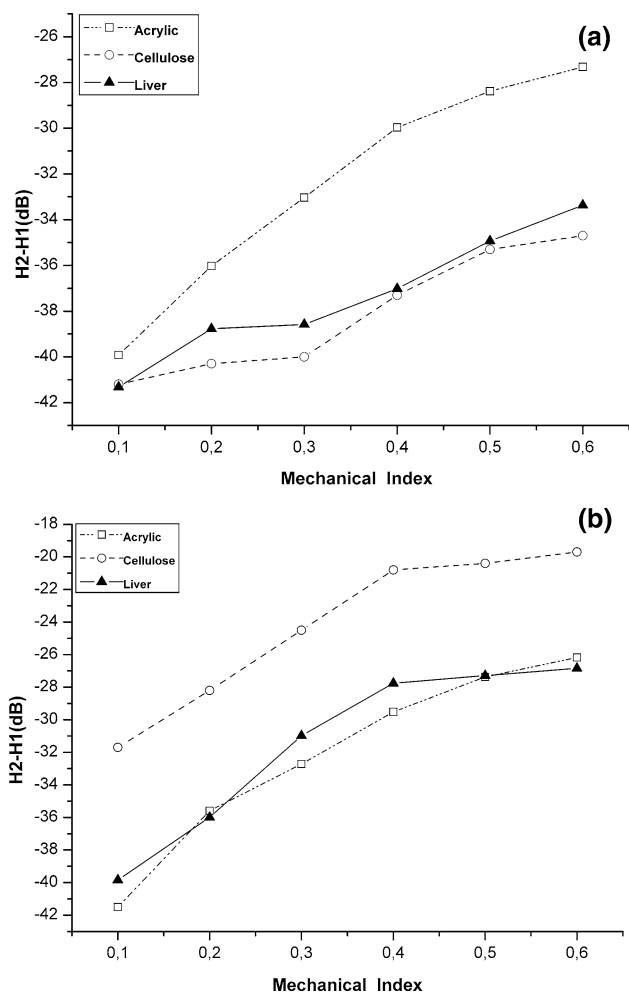 (a)
Acrylic
Cellulose
Liver
H2-H1(dB)
-26
-28
-30
-32
-34
-36
-38
-40
-42
0,1 0,2 0,3 0,4 0,5 0,6
Mechanical Index
(b)
Acrylic
Cellulose
Liver
H2-H1(dB)
-18
-20
-22
-24
-26
-28
-30
-32
-34
-36
-38
-40
-42
0,1 0,2 0,3 0,4 0,5 0,6
Mechanical Index